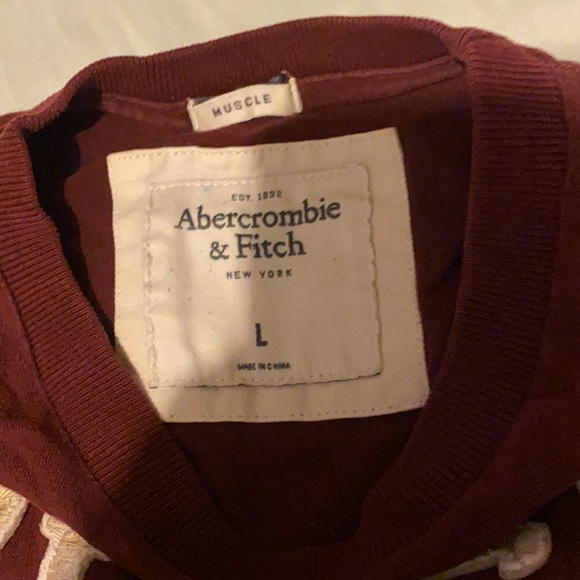 MUSCLE
EST. 1892
Abercrombie
& Fitch
NEW YORK
L
MADE IN CHINA